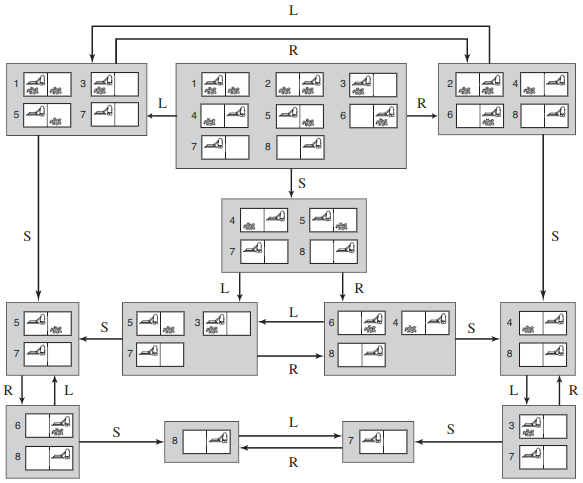 L
R
1 3 1 2 3 2 4
L R
5 7 4 5 6 6 8
7 8
S
S S
4 5
7 8
L R
5 5 3 L 6 4 4
S S
7 7 R 8 8
R L L R
6 S 8 L 7 S 3
8 R 7